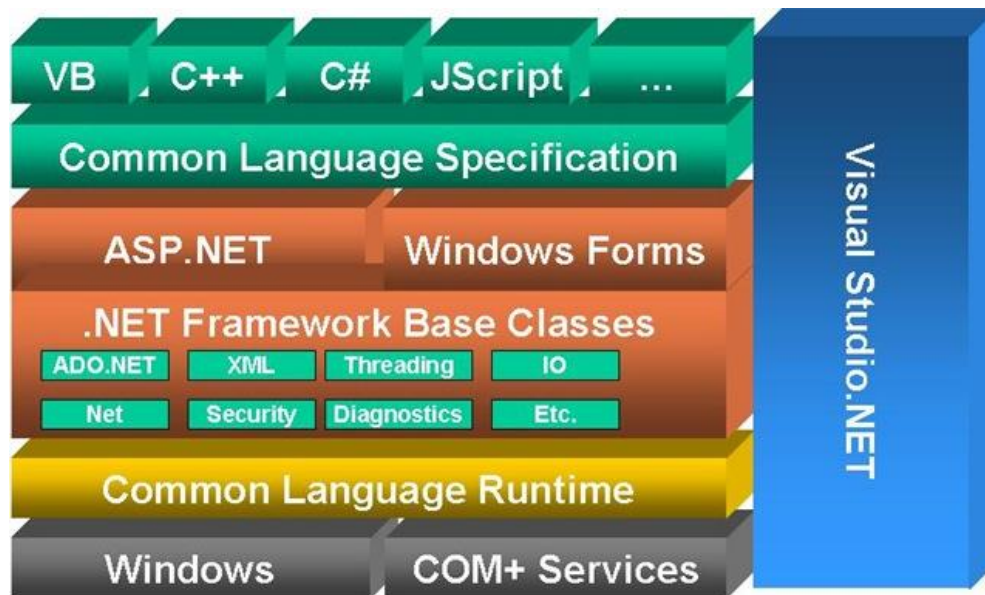 VB C++ C# JScript ...
Common Language Specification
ASP.NET Windows Forms
.NET Framework Base Classes
ADO.NET XML Threading IO
Net Security Diagnostics Etc.
Common Language Runtime
Windows COM+ Services
Visual Studio.NET